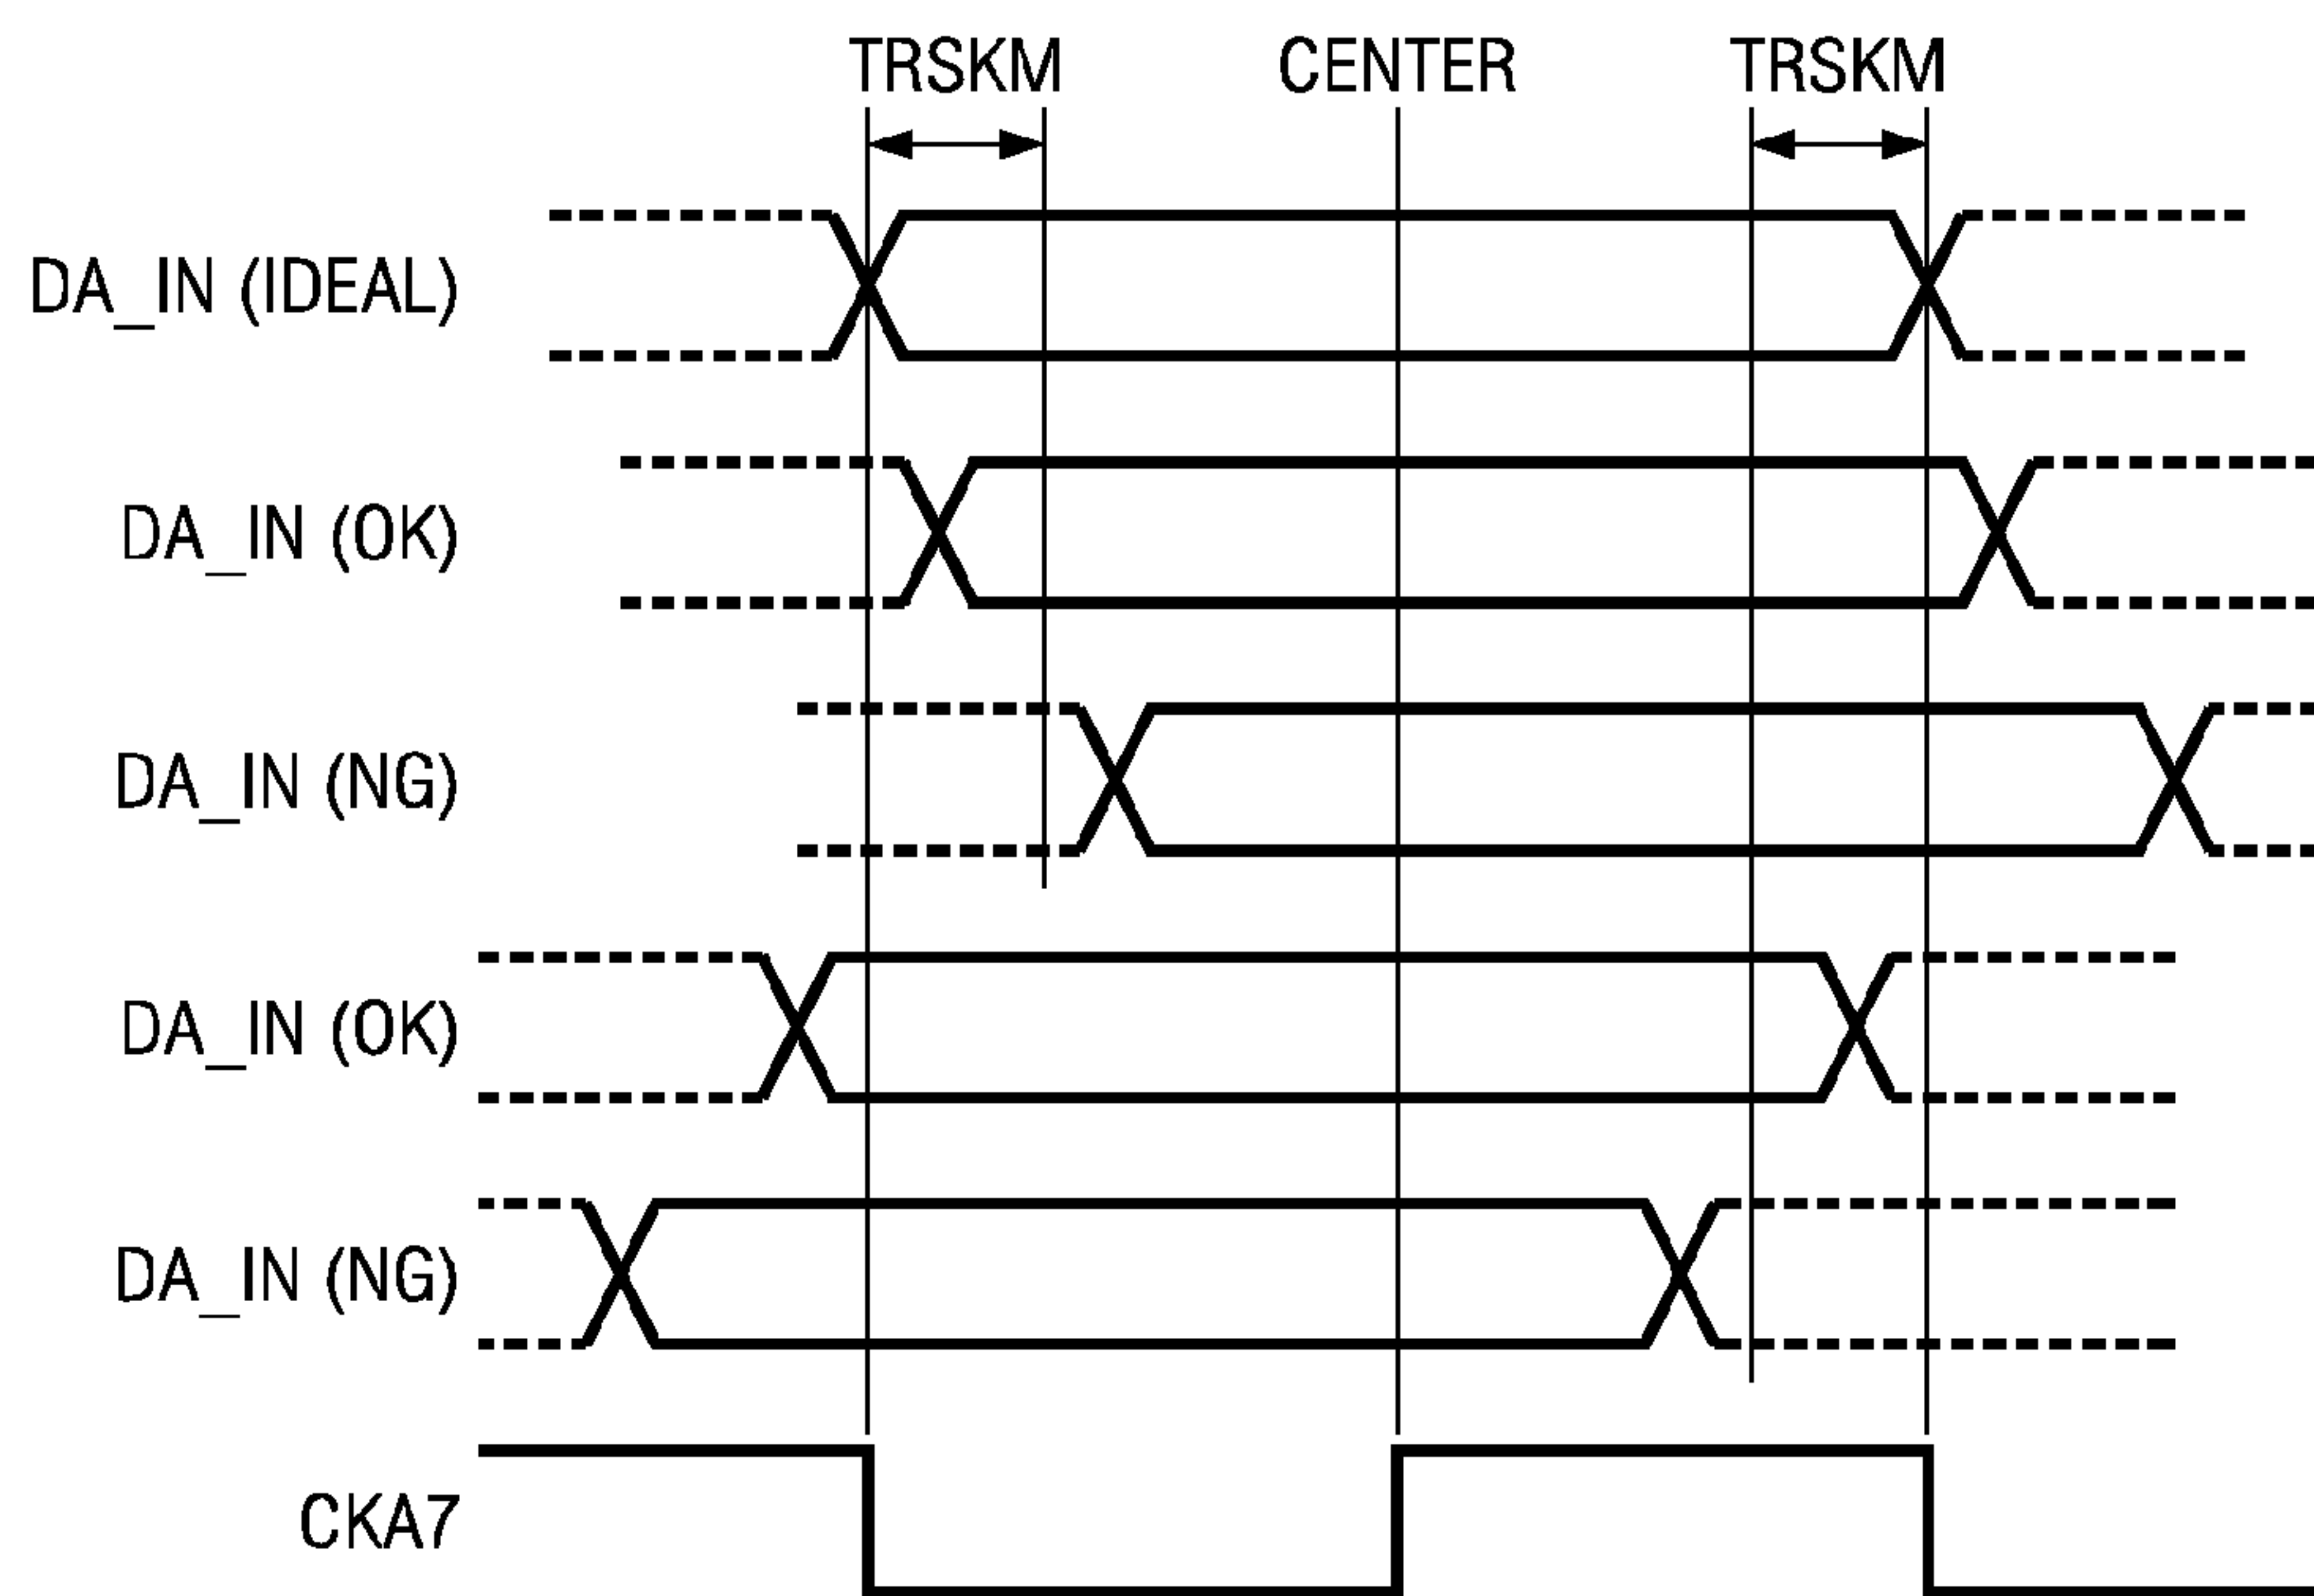 TRSKM CENTER TRSKM
DA_IN (IDEAL)
DA_IN (OK)
DA_IN (NG)
DA_IN (OK)
DA_IN (NG)
CKA7